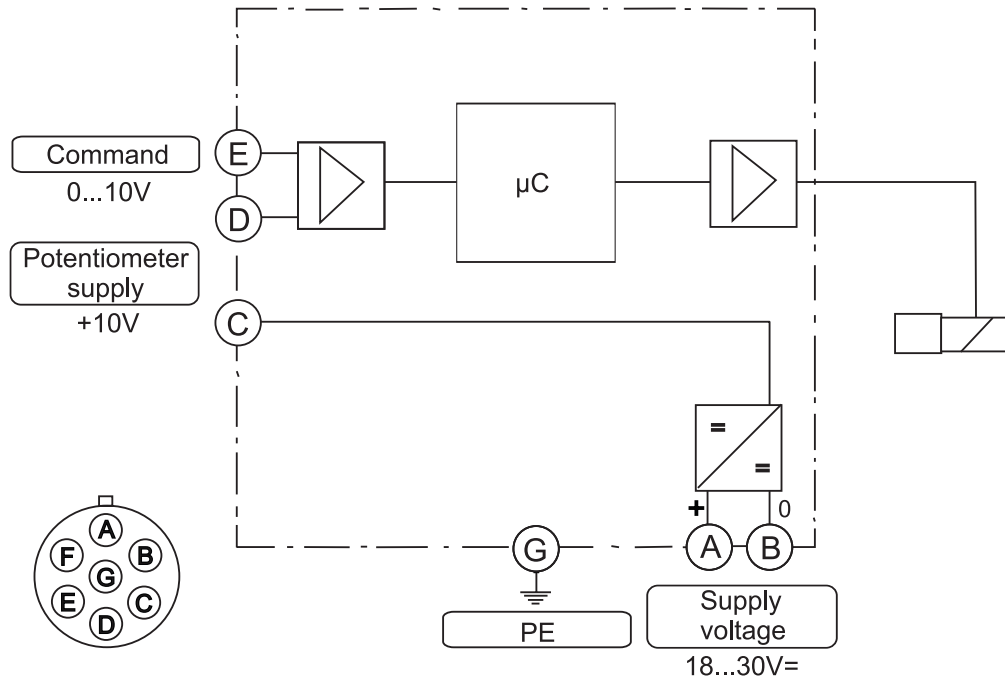 E
Command
0...10V
µC
D
Potentiometer
supply
+10V
C
=
=
+
0
G
A
B
PE
Supply
voltage
18...30V=
A
F
B
G
E
C
D